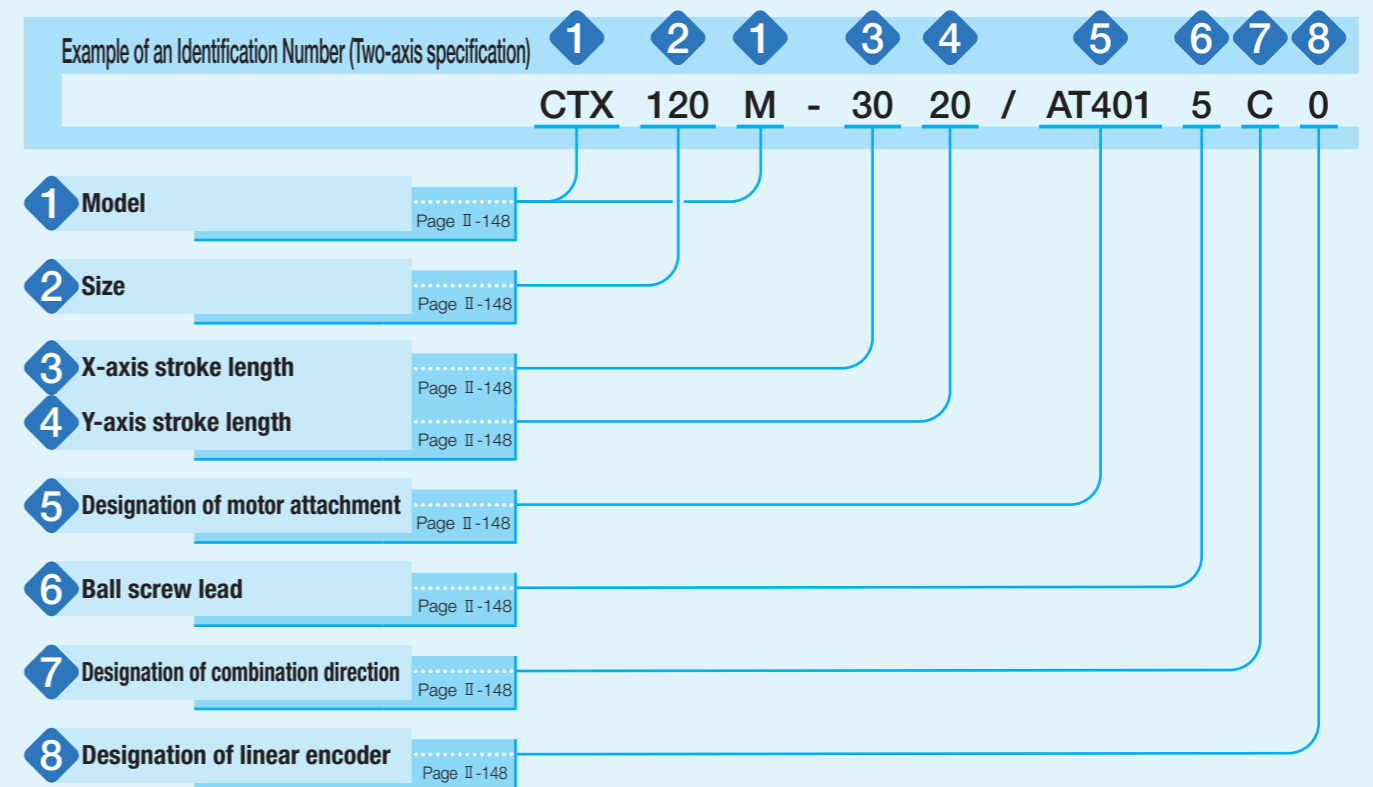 Example of an Identification Number (Two-axis specification) 1 2 1 3 4 5 6 7 8
CTX 120 M - 30 20 / AT401 5 C 0
1 Model
Page Ⅱ-148
2 Size
Page Ⅱ-148
3 X-axis stroke length
Page Ⅱ-148
4 Y-axis stroke length
Page Ⅱ-148
5 Designation of motor attachment
Page Ⅱ-148
6 Ball screw lead
Page Ⅱ-148
7 Designation of combination direction
Page Ⅱ-148
8 Designation of linear encoder
Page Ⅱ-148